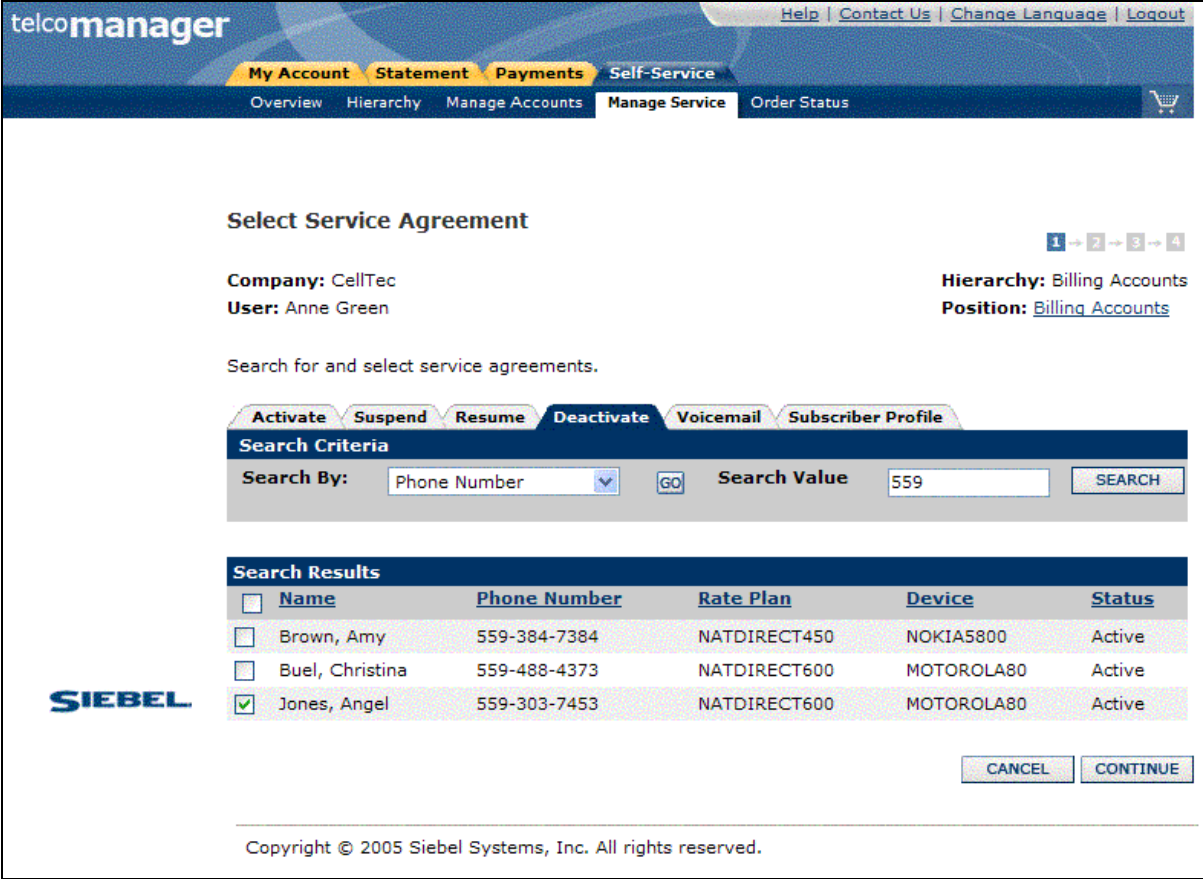 telcomanager
Help | Contact Us | Change Language | Logout
My Account Statement Payments Self-Service
Overview Hierarchy Manage Accounts Manage Service Order Status
Select Service Agreement
1 2 3 4
Company: CellTec
Hierarchy: Billing Accounts
User: Anne Green
Position: Billing Accounts
Search for and select service agreements.
Activate Suspend Resume Deactivate Voicemail Subscriber Profile
Search Criteria
Search By: Phone Number GO Search Value 559 SEARCH
Search Results
Name Phone Number Rate Plan Device Status
Brown, Amy 559-384-7384 NATDIRECT450 NOKIA5800 Active
Buel, Christina 559-488-4373 NATDIRECT600 MOTOROLA80 Active
SIEBEL.
Jones, Angel 559-303-7453 NATDIRECT600 MOTOROLA80 Active
CANCEL CONTINUE
Copyright © 2005 Siebel Systems, Inc. All rights reserved.